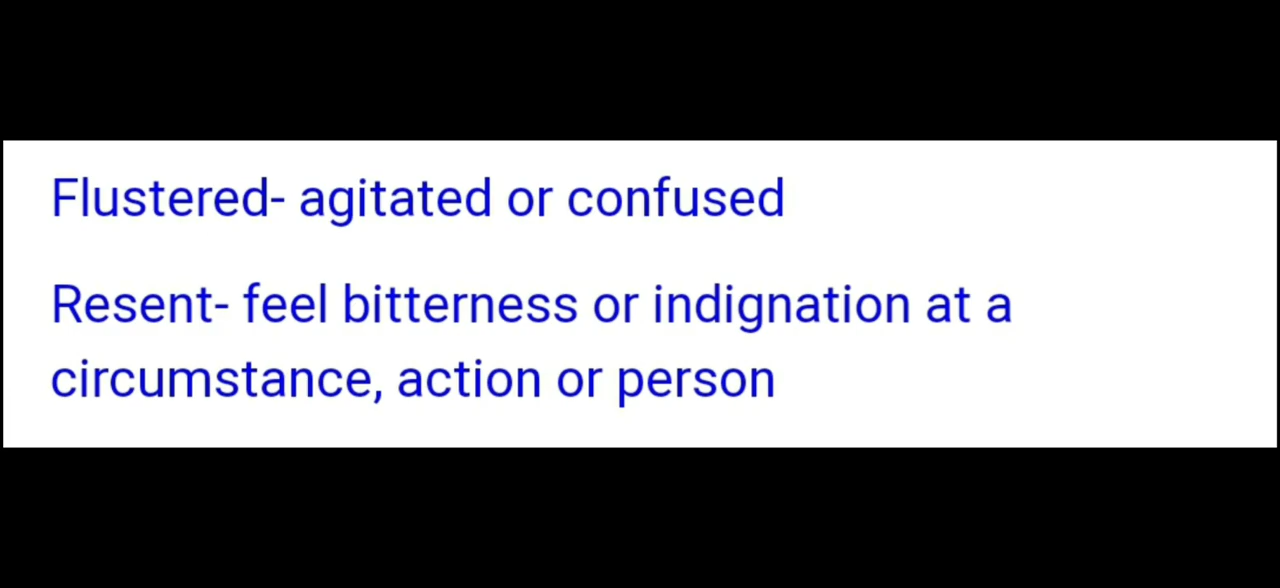 Flustered- agitated or confused
Resent- feel bitterness or indignation at a
circumstance, action or person